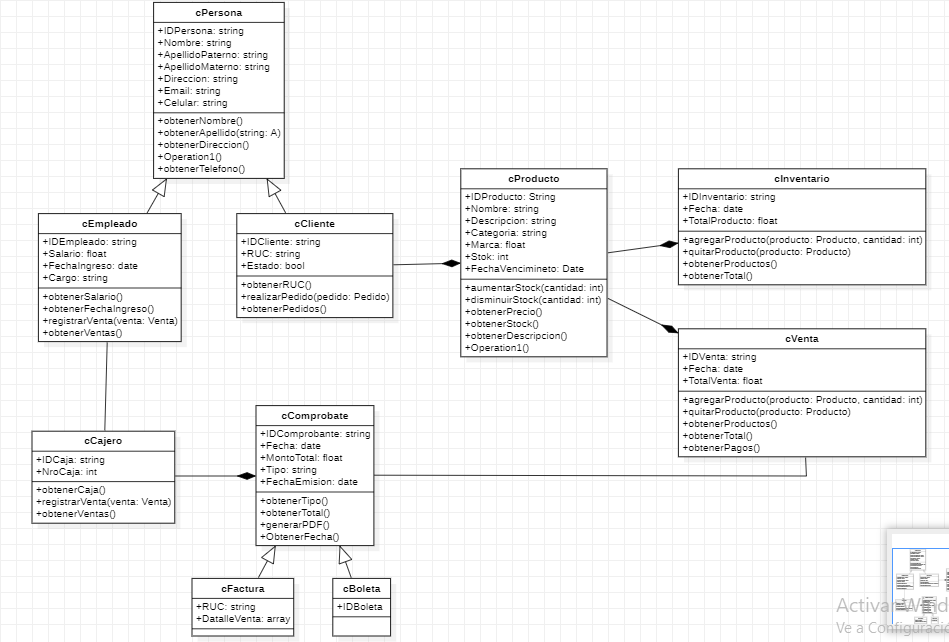 cPersona
+IDPersona: string
+Nombre: string
+ApellidoPaterno: string
+ApellidoMaterno: string
+Direccion: string
+Email: string
+Celular: string
+obtenerNombre()
+obtenerApellido(string: A)
+obtenerDireccion()
+Operation1()
+obtenerTelefono()
cEmpleado
+IDEmpleado: string
+Salario: float
+FechaIngreso: date
+Cargo: string
+obtenerSalario()
+obtenerFechaIngreso()
+registrarVenta(venta: Venta)
+obtenerVentas()
cCliente
+IDCliente: string
+RUC: string
+Estado: bool
+obtenerRUC()
+realizarPedido(pedido: Pedido)
+obtenerPedidos()
cProducto
+IDProducto: String
+Nombre: string
+Descripcion: string
+Categoria: string
+Marca: float
+Stok: int
+FechaVencimineto: Date
+aumentarStock(cantidad: int)
+disminuirStock(cantidad: int)
+obtenerPrecio()
+obtenerStock()
+obtenerDescripcion()
+Operation1()
cInventario
+IDInventario: string
+Fecha: date
+TotalProducto: float
+agregarProducto(producto: Producto, cantidad: int)
+quitarProducto(producto: Producto)
+obtenerProductos()
+obtenerTotal()
cVenta
+IDVenta: string
+Fecha: date
+TotalVenta: float
+agregarProducto(producto: Producto, cantidad: int)
+quitarProducto(producto: Producto)
+obtenerProductos()
+obtenerTotal()
+obtenerPagos()
cCajero
+IDCaja: string
+NroCaja: int
+obtenerCaja()
+registrarVenta(venta: Venta)
+obtenerVentas()
cComprobate
+IDComprobante: string
+Fecha: date
+MontoTotal: float
+Tipo: string
+FechaEmision: date
+obtenerTipo()
+obtenerTotal()
+generarPDF()
+ObtenerFecha()
cFactura
+RUC: string
+DatalleVenta: array
cBoleta
+IDBoleta
Activar Wind
Ve a Configuració